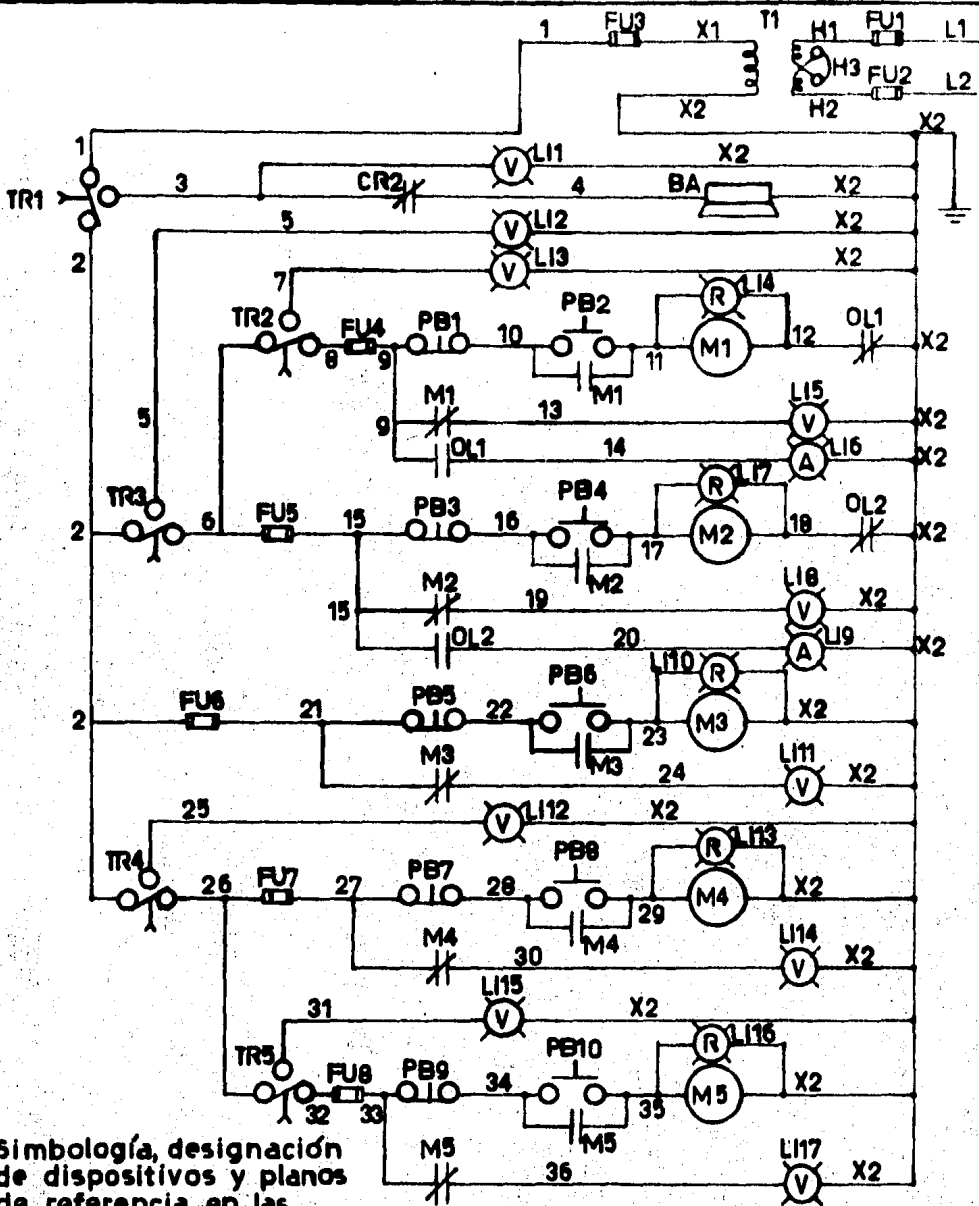 1 FU3 X1 T1 H1 FU1 L1
H3 FU2 L2
X2 H2 X2
1
LI1 X2
TR1 3 CR2 4 BA X2
5 LI2 X2
2 7 LI3 X2
LI4
TR2 FU4 PB1 PB2 OL1
8 9 10 11 M1 12 X2
M1
M1 LI5
5 9 13 V X2
OL1 14 A LI6 X2
TR3 PB3 PB4 LI7
2 6 FU5 15 16 17 R M2 18 OL2 X2
M2
15 M2 19 LI8 V X2
OL2 20 A LI9 X2
FU6 PB5 PB6 LI10 R
2 21 22 23 M3 X2
M3
M3 24 LI11 V X2
25 V LI12 X2
TR4 PB7 PB8 R LI13
26 FU7 27 28 29 M4 X2
M4
M4 30 LI14 V X2
31 LI15 V X2
TR5 FU8 PB9 PB10 R LI16
32 33 34 35 M5 X2
M5
M5 36 LI17 V X2
Simbología, designación
de dispositivos y planos
de referencia en las